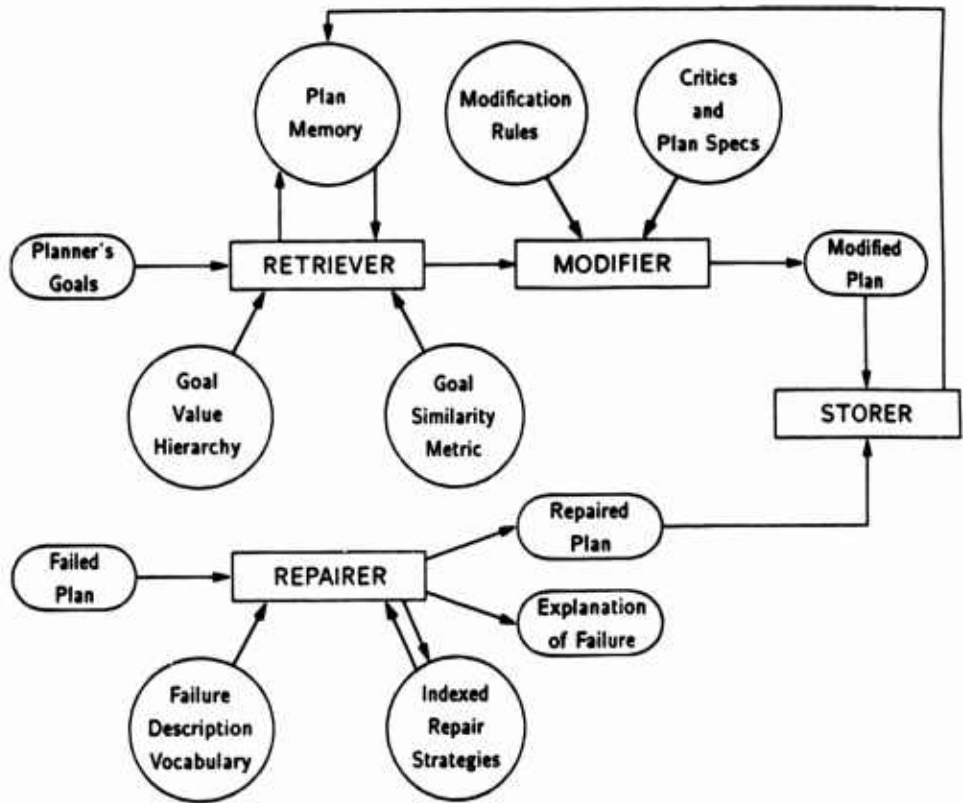 Plan
Memory
Modification
Rules
Critics
and
Plan Specs
Planner's
Goals
RETRIEVER
MODIFIER
Modified
Plan
Goal
Value
Hierarchy
Goal
Similarity
Metric
STORER
Repaired
Plan
Failed
Plan
REPAIRER
Explanation
of Failure
Failure
Description
Vocabulary
Indexed
Repair
Strategies